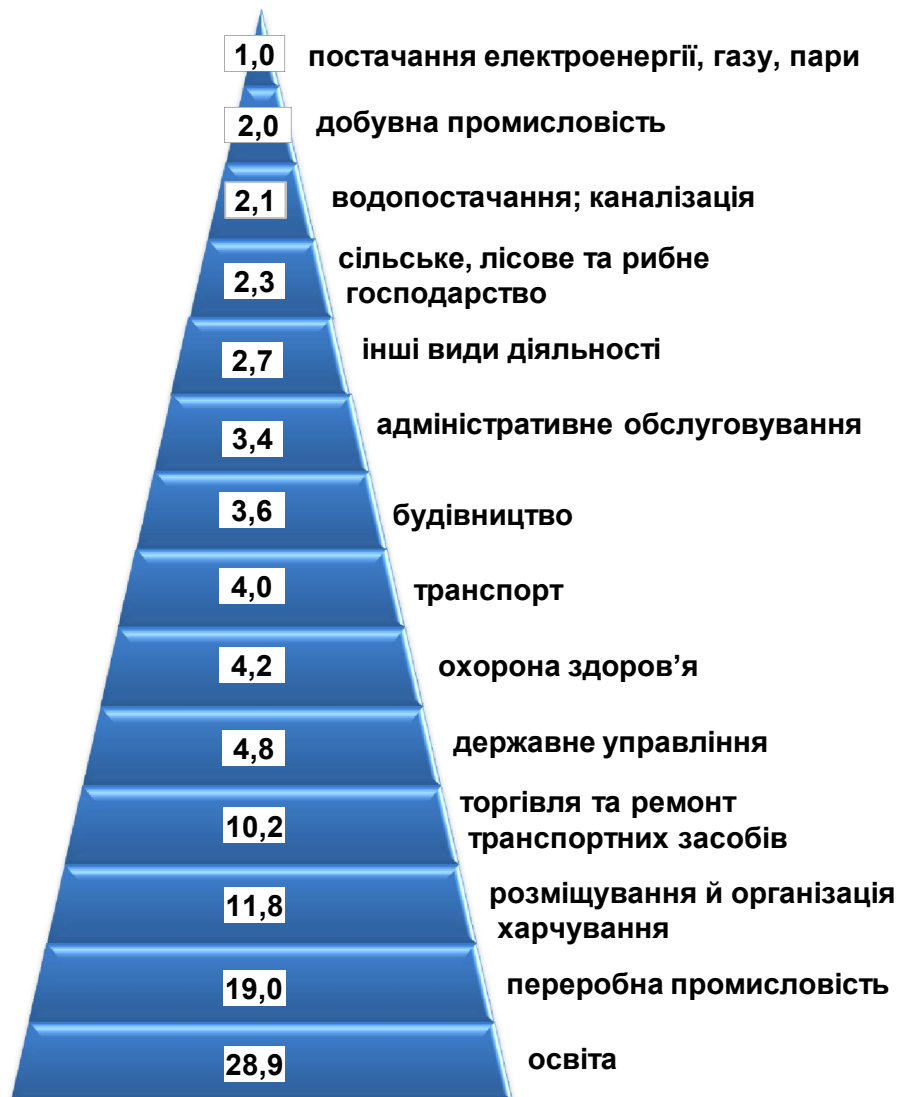 1,0 постачання електроенергії, газу, пари
2,0 добувна промисловість
2,1 водопостачання; каналізація
2,3 сільське, лісове та рибне
господарство
2,7 інші види діяльності
3,4 адміністративне обслуговування
3,6 будівництво
4,0 транспорт
4,2 охорона здоров’я
4,8 державне управління
10,2 торгівля та ремонт
транспортних засобів
11,8 розміщування й організація
харчування
19,0 переробна промисловість
28,9 освіта